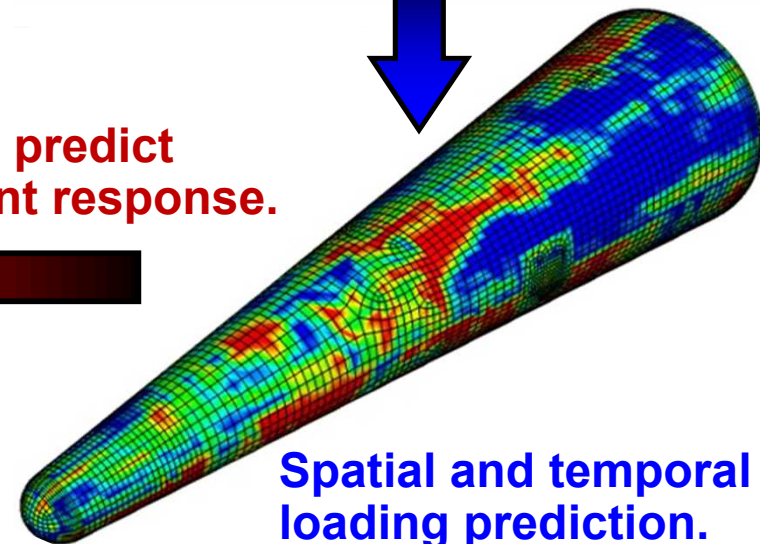 predict
nt response.
Spatial and temporal
loading prediction.